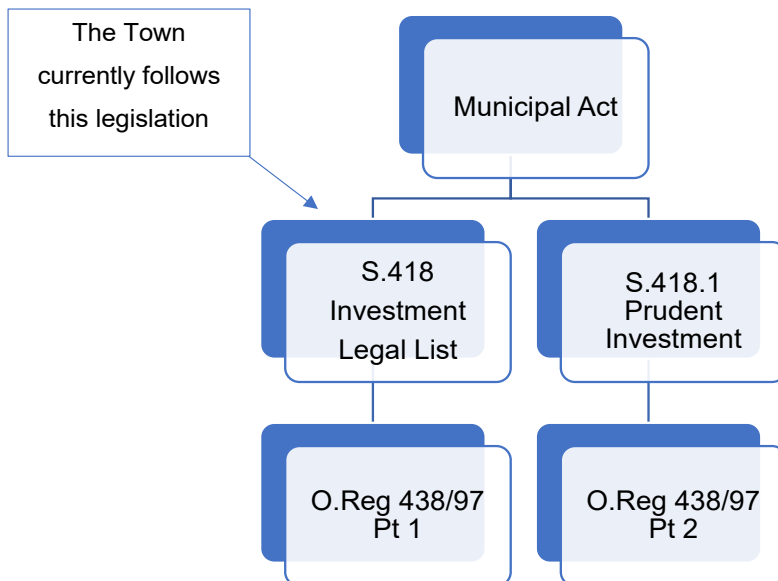 The Town
currently follows
this legislation
Municipal Act
S.418
Investment
Legal List
S.418.1
Prudent
Investment
O.Reg 438/97
Pt 1
O.Reg 438/97
Pt 2